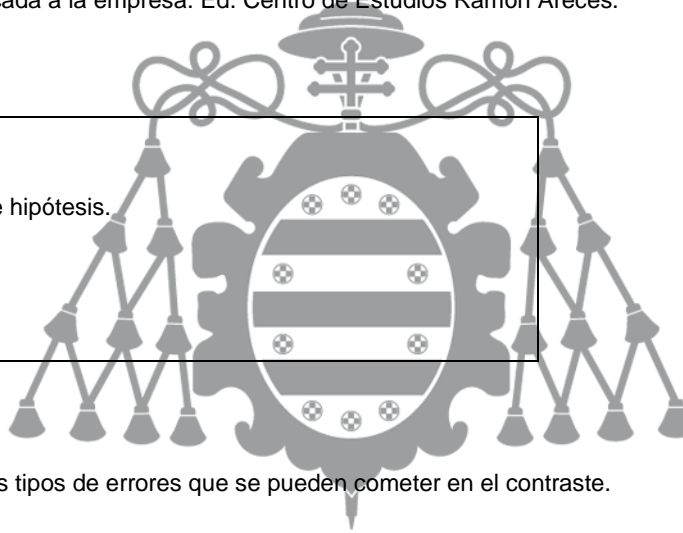 cada a la empresa. Ed. Centro de Estudios Ramón Areces.
e hipótesis.
s tipos de errores que se pueden cometer en el contraste.